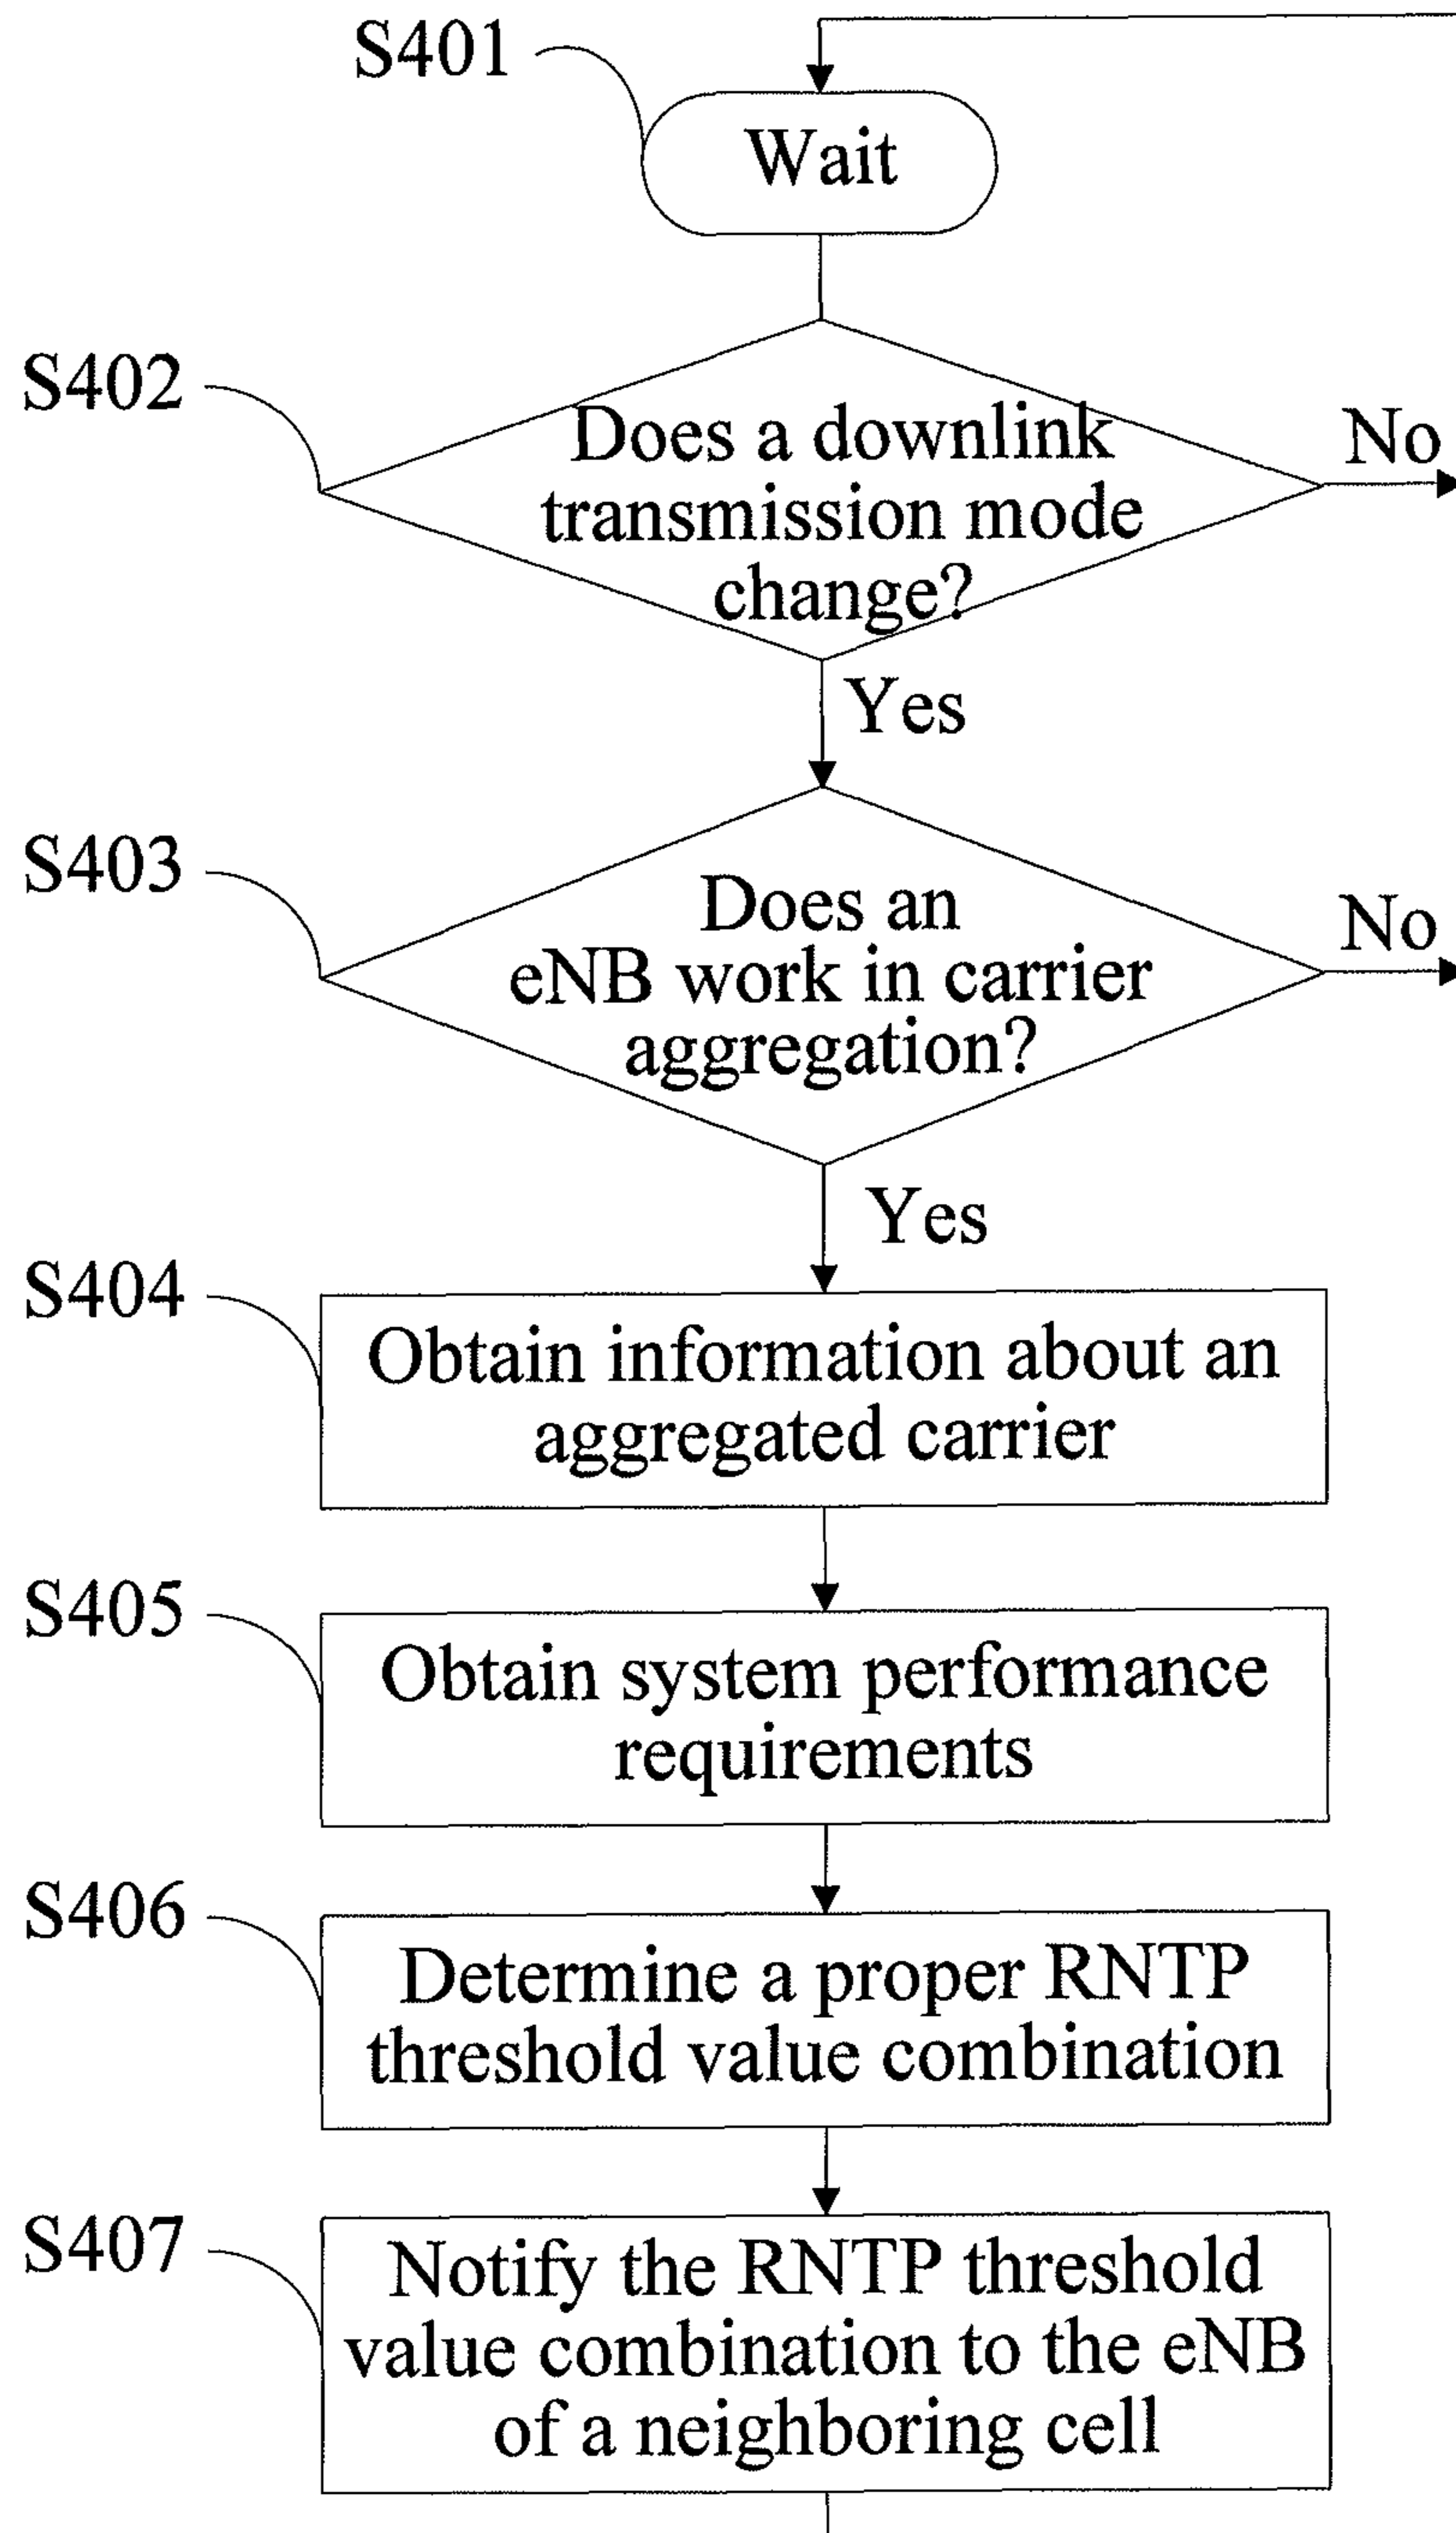 S401
Wait
S402
Does a downlink
transmission mode
change?
No
Yes
S403
Does an
eNB work in carrier
aggregation?
No
Yes
S404
Obtain information about an
aggregated carrier
S405
Obtain system performance
requirements
S406
Determine a proper RNTP
threshold value combination
S407
Notify the RNTP threshold
value combination to the eNB
of a neighboring cell